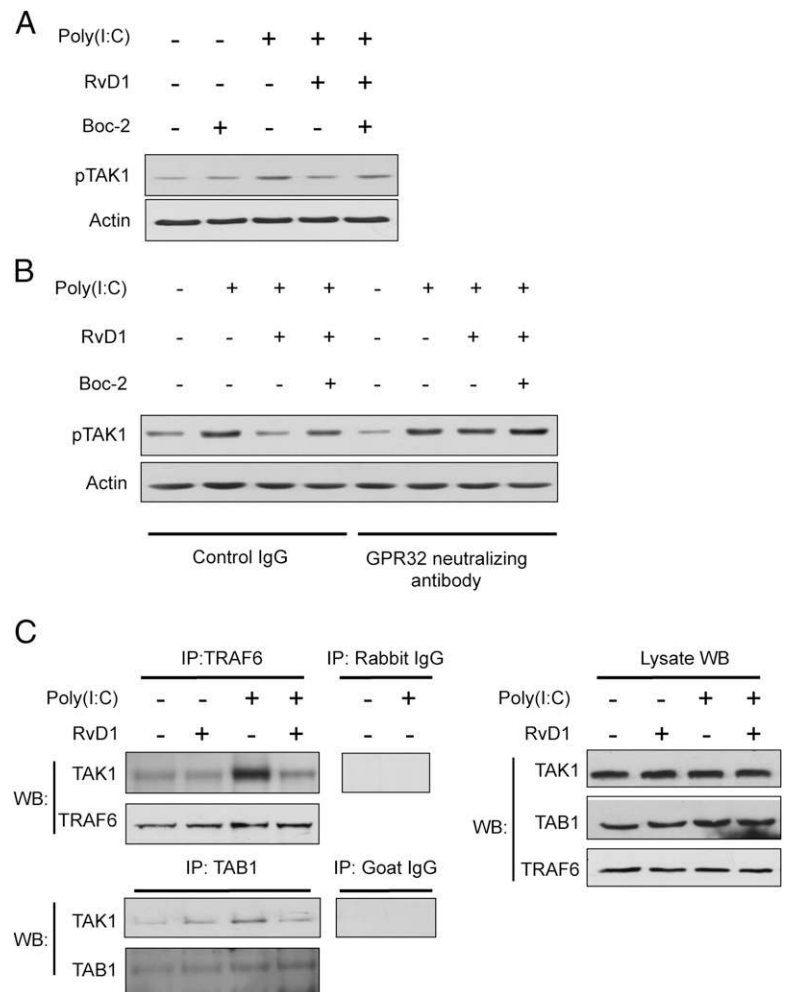 A
Poly(I:C) - - + + +
RvD1 - - - + +
Boc-2 - + - - +
pTAK1
Actin
B
Poly(I:C) - + + + - + + +
RvD1 - - + + - - + +
Boc-2 - - - + - - - +
pTAK1
Actin
Control IgG
GPR32 neutralizing
antibody
C
IP:TRAF6
Poly(I:C) - - + +
RvD1 - + - +
WB:
TAK1
TRAF6
IP: Rabbit IgG
- +
- -
IP: TAB1
WB:
TAK1
TAB1
IP: Goat IgG
Lysate WB
Poly(I:C) - - + +
RvD1 - + - +
WB:
TAK1
TAB1
TRAF6